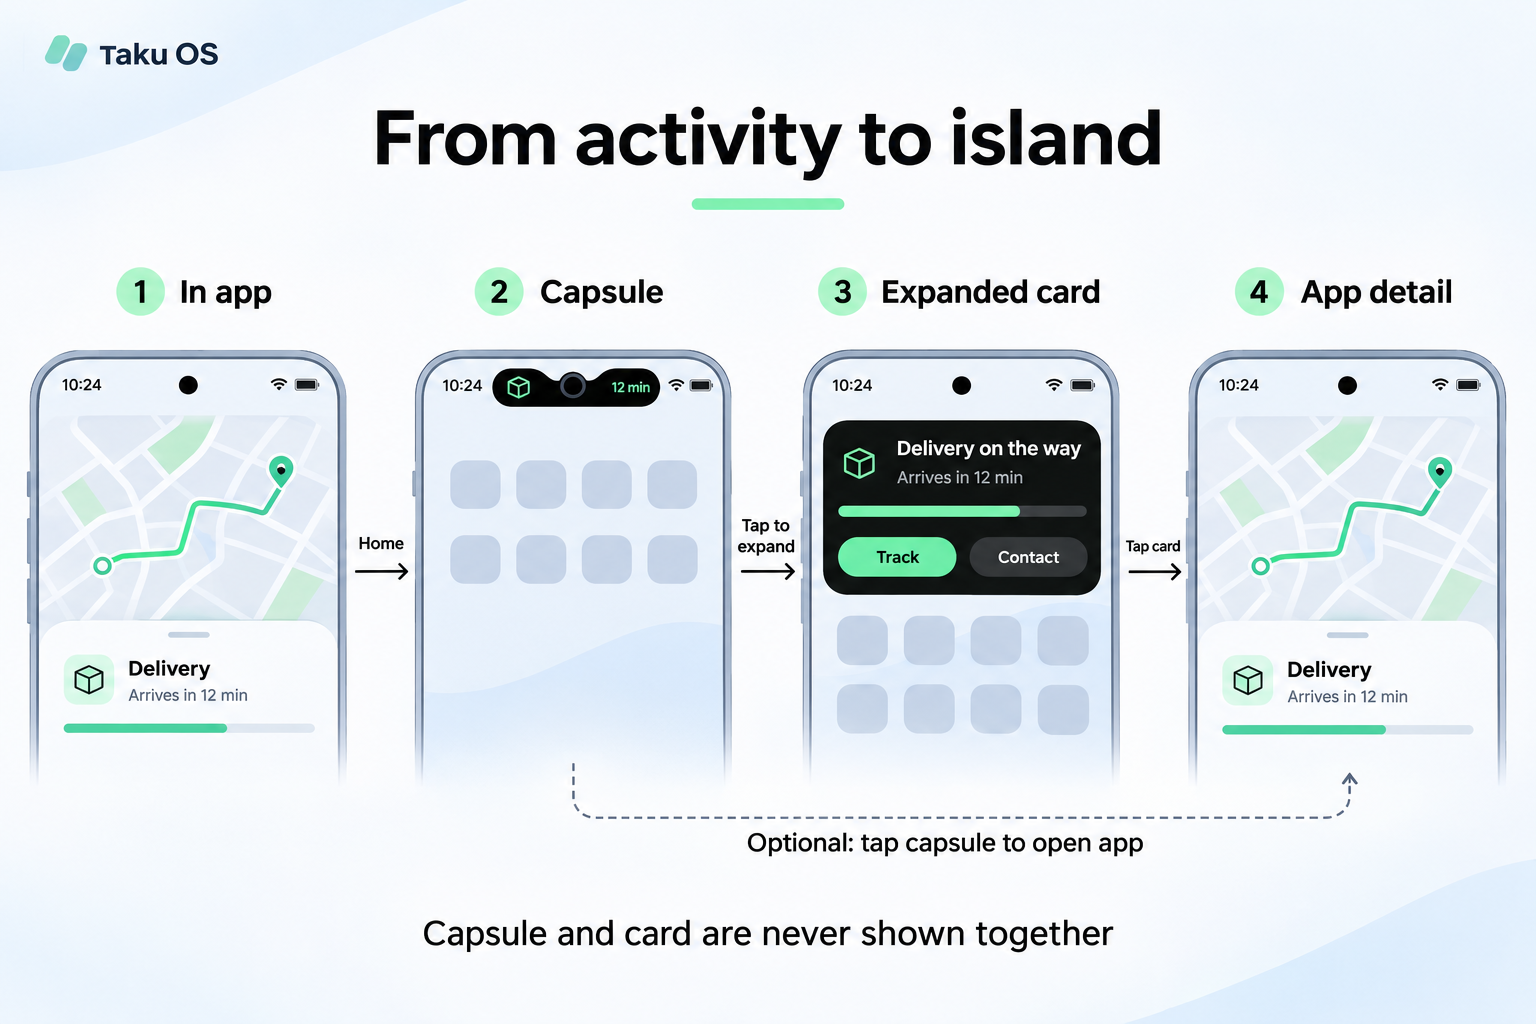 Taku OS
From activity to island
1 In app
2 Capsule
3 Expanded card
4 App detail
10:24
Delivery
Arrives in 12 min
Home
10:24
12 min
Tap to
expand
10:24
Delivery on the way
Arrives in 12 min
Track
Contact
Tap card
10:24
Delivery
Arrives in 12 min
Optional: tap capsule to open app
Capsule and card are never shown together